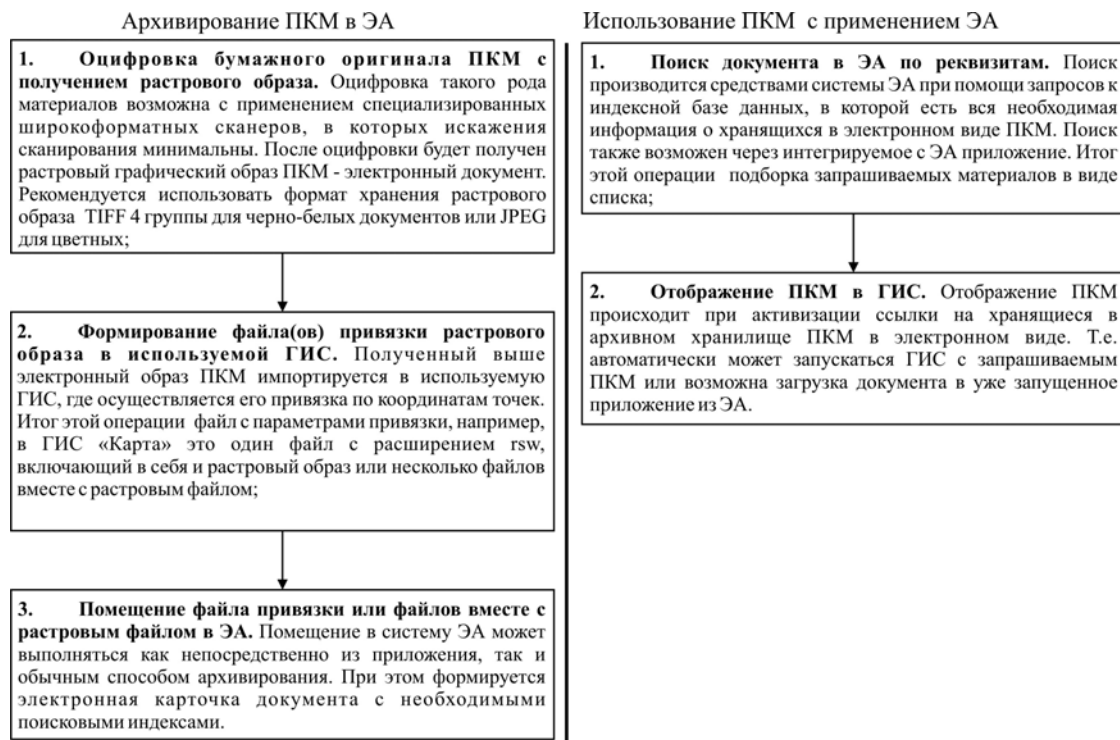 Архивирование ПКМ в ЭА
1. Оцифровка бумажного оригинала ПКМ с
получением растрового образа. Оцифровка такого рода
материалов возможна с применением специализированных
широкоформатных сканеров, в которых искажения
сканирования минимальны. После оцифровки будет получен
растровый графический образ ПКМ - электронный документ.
Рекомендуется использовать формат хранения растрового
образа TIFF 4 группы для черно-белых документов или JPEG
для цветных;
2. Формирование файла(ов) привязки растрового
образа в используемой ГИС. Полученный выше
электронный образ ПКМ импортируется в используемую
ГИС, где осуществляется его привязка по координатам точек.
Итог этой операции файл с параметрами привязки, например,
в ГИС «Карта» это один файл с расширением rsw,
включающий в себя и растровый образ или несколько файлов
вместе с растровым файлом;
3. Помещение файла привязки или файлов вместе с
растровым файлом в ЭА. Помещение в систему ЭА может
выполняться как непосредственно из приложения, так и
обычным способом архивирования. При этом формируется
электронная карточка документа с необходимыми
поисковыми индексами.
Использование ПКМ с применением ЭА
1. Поиск документа в ЭА по реквизитам. Поиск
производится средствами системы ЭА при помощи запросов к
индексной базе данных, в которой есть вся необходимая
информация о хранящихся в электронном виде ПКМ. Поиск
также возможен через интегрируемое с ЭА приложение. Итог
этой операции подборка запрашиваемых материалов в виде
списка;
2. Отображение ПКМ в ГИС. Отображение ПКМ
происходит при активизации ссылки на хранящиеся в
архивном хранилище ПКМ в электронном виде. Т.е.
автоматически может запускаться ГИС с запрашиваемым
ПКМ или возможна загрузка документа в уже запущенное
приложение из ЭА.